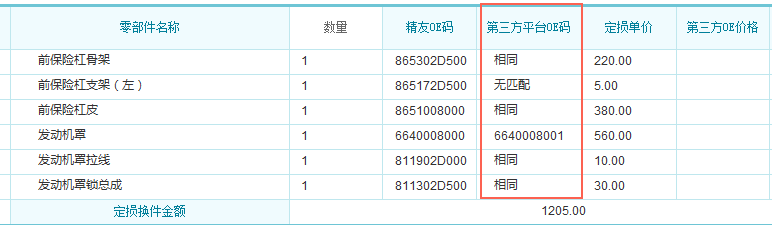 零部件名称 数量 精友OE码 第三方平台OE码 定损单价 第三方OE价格
前保险杠骨架 1 865302D500 相同 220.00
前保险杠支架（左） 1 865172D500 无匹配 5.00
前保险杠皮 1 8651008000 相同 380.00
发动机罩 1 6640008000 6640008001 560.00
发动机罩拉线 1 811902D000 相同 10.00
发动机罩锁总成 1 811302D500 相同 30.00
定损换件金额 1205.00